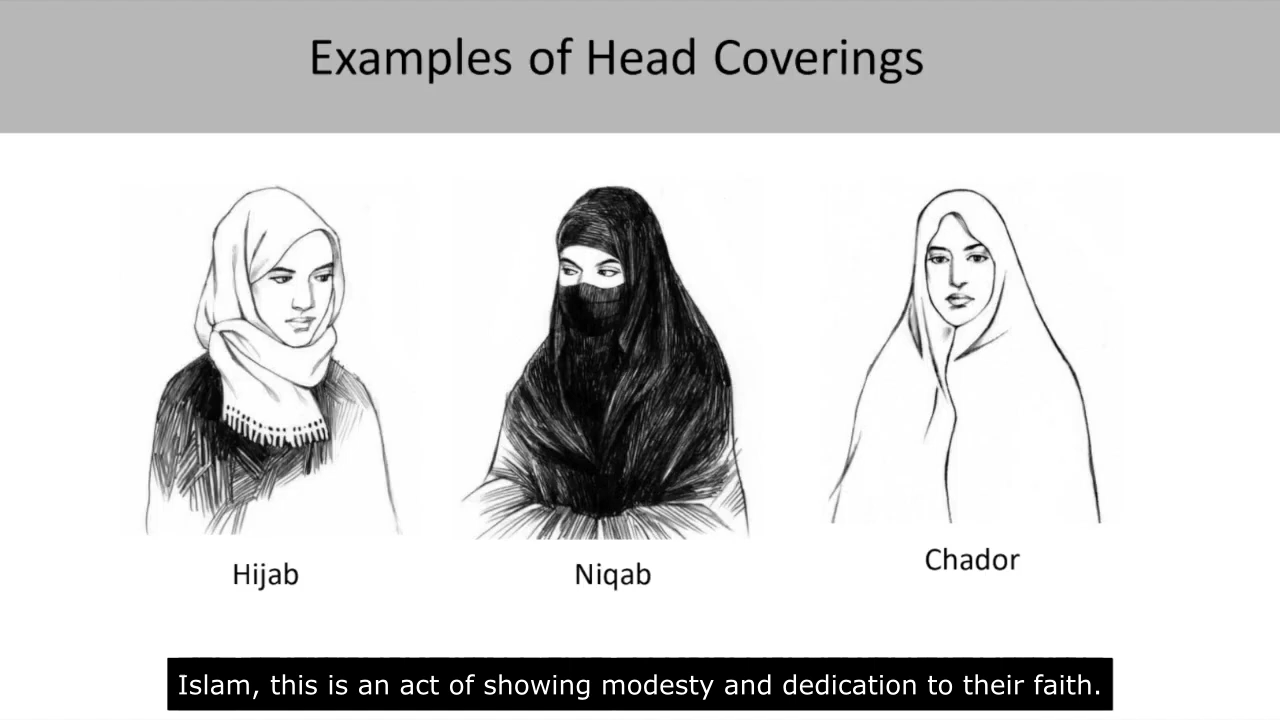 Examples of Head Coverings
Hijab
Niqab
Chador
Islam, this is an act of showing modesty and dedication to their faith.